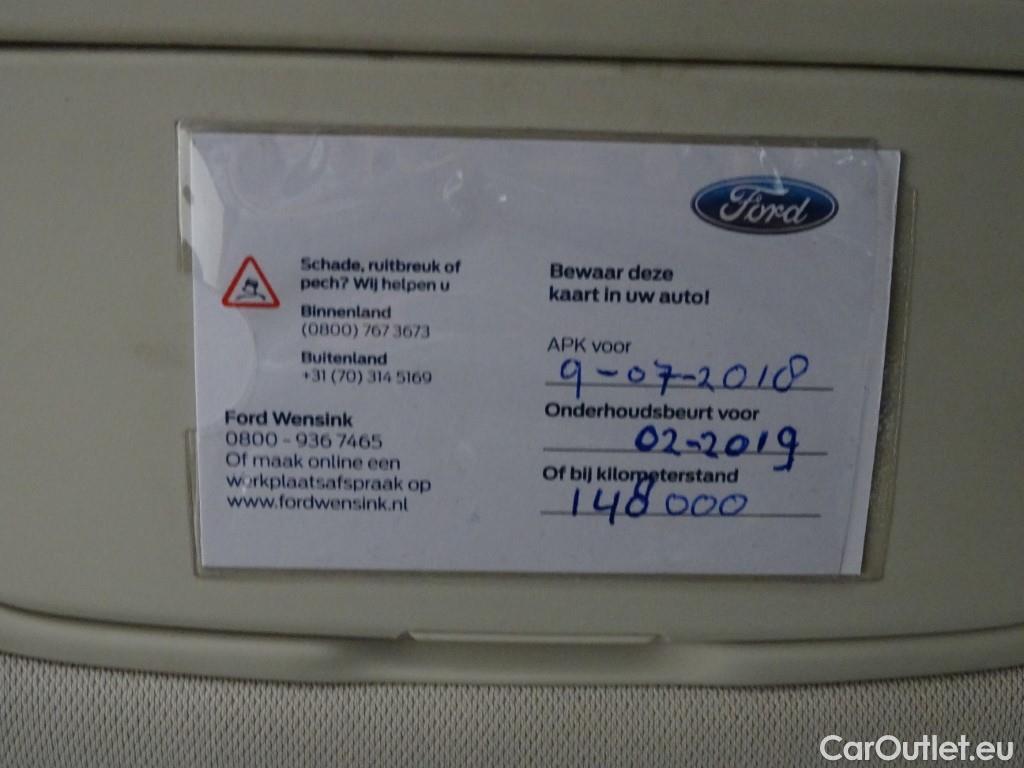 Ford
Schade, ruitbreuk of
pech? Wij helpen u
Binnenland
(0800) 767 3673
Buitenland
+31 (70) 314 5169
Ford Wensink
0800 - 936 7465
Of maak online een
werkplaatsafspraak op
www.fordwensink.nl
Bewaar deze
kaart in uw auto!
APK voor
9-07-2018
Onderhoudsbeurt voor
02-2019
Of bij kilometerstand
148000
CarOutlet.eu